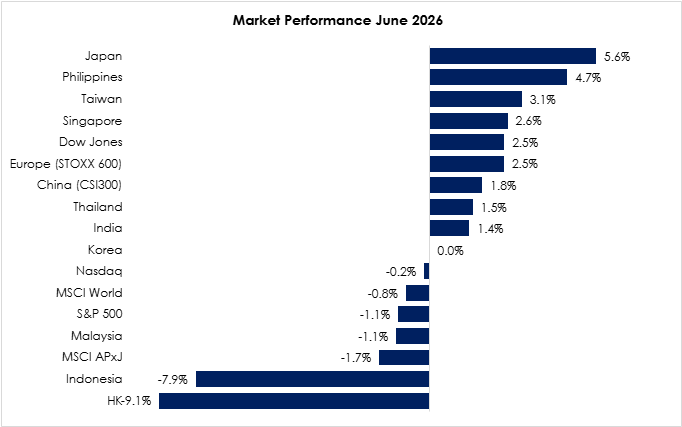 Market Performance June 2026
Japan 5.6%
Philippines 4.7%
Taiwan 3.1%
Singapore 2.6%
Dow Jones 2.5%
Europe (STOXX 600) 2.5%
China (CSI300) 1.8%
Thailand 1.5%
India 1.4%
Korea 0.0%
Nasdaq -0.2%
MSCI World -0.8%
S&P 500 -1.1%
Malaysia -1.1%
MSCI APxJ -1.7%
Indonesia -7.9%
HK -9.1%